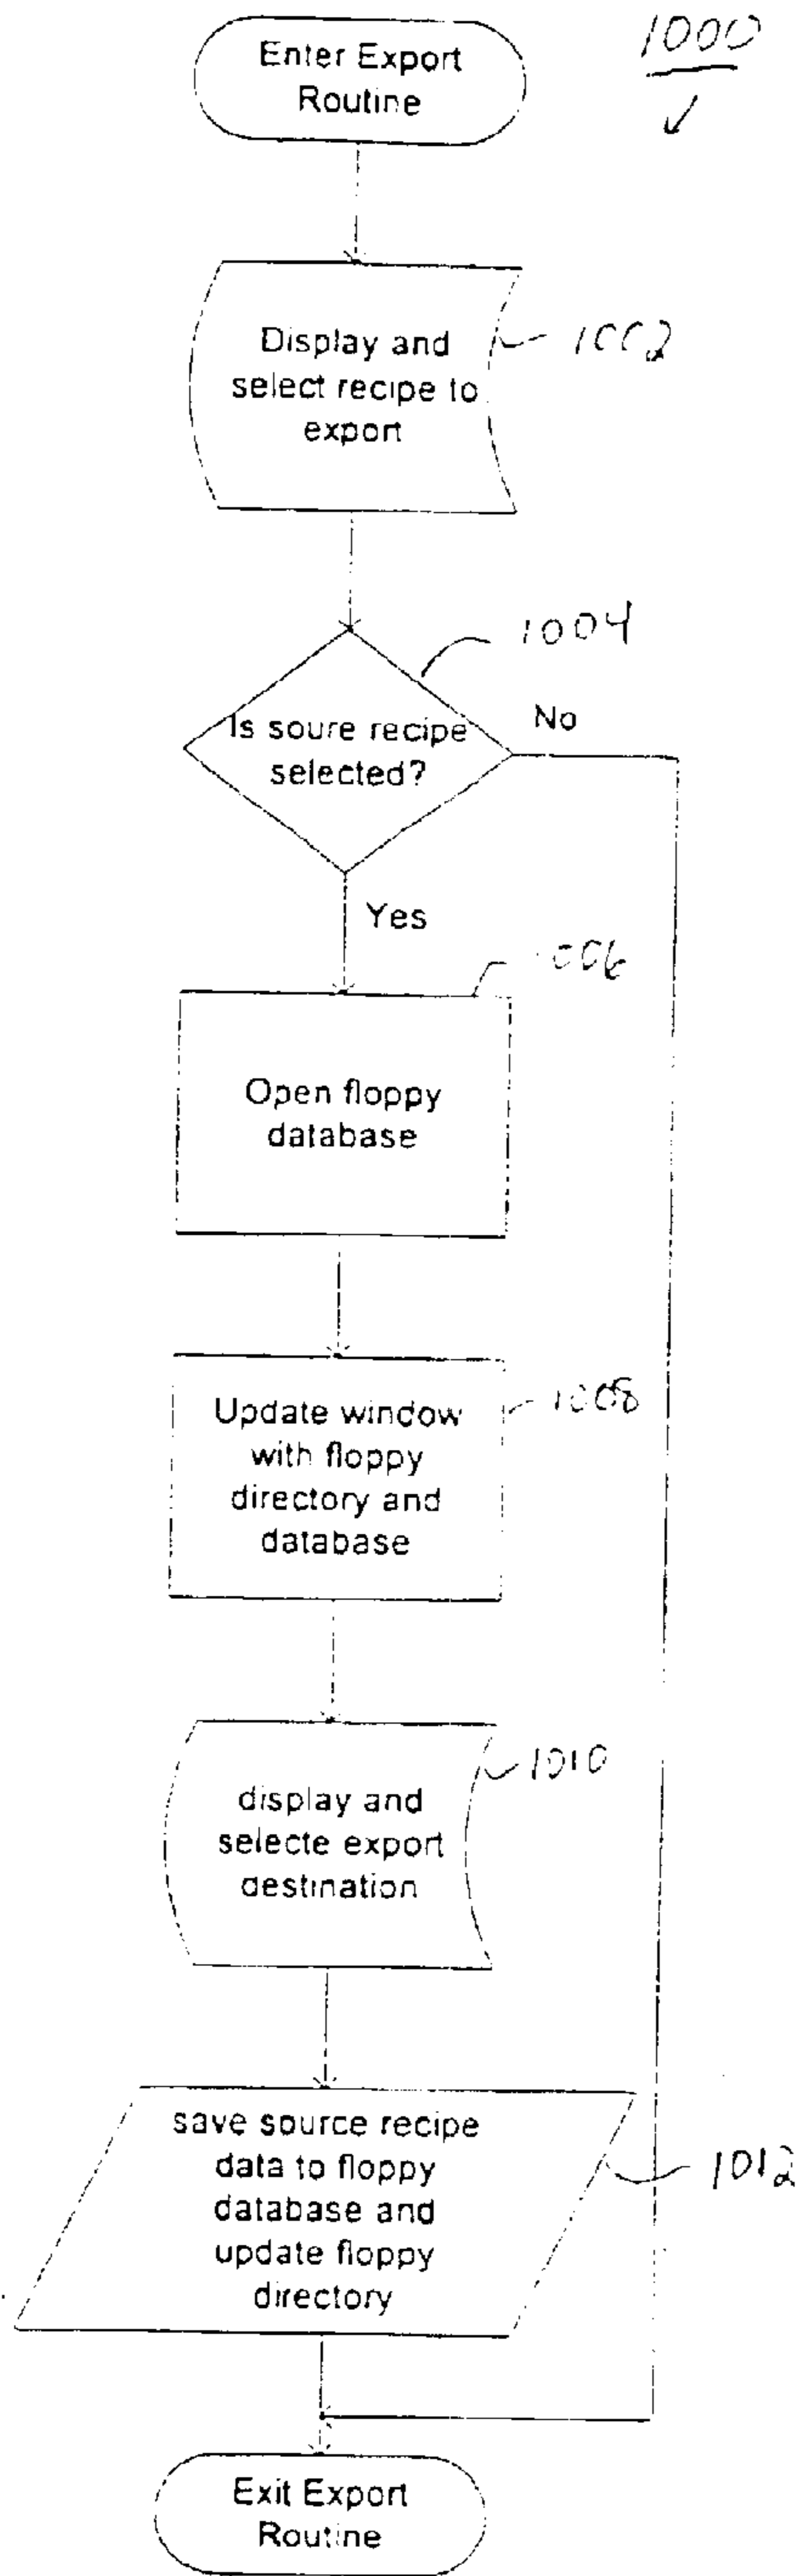 Enter Export
Routine
1000
Display and
select recipe to
export
1002
1004
Is soure recipe
selected?
No
Yes
1006
Open floppy
database
Update window
with floppy
directory and
database
1008
display and
selecte export
destination
1010
save source recipe
data to floppy
database and
update floppy
directory
1012
Exit Export
Routine